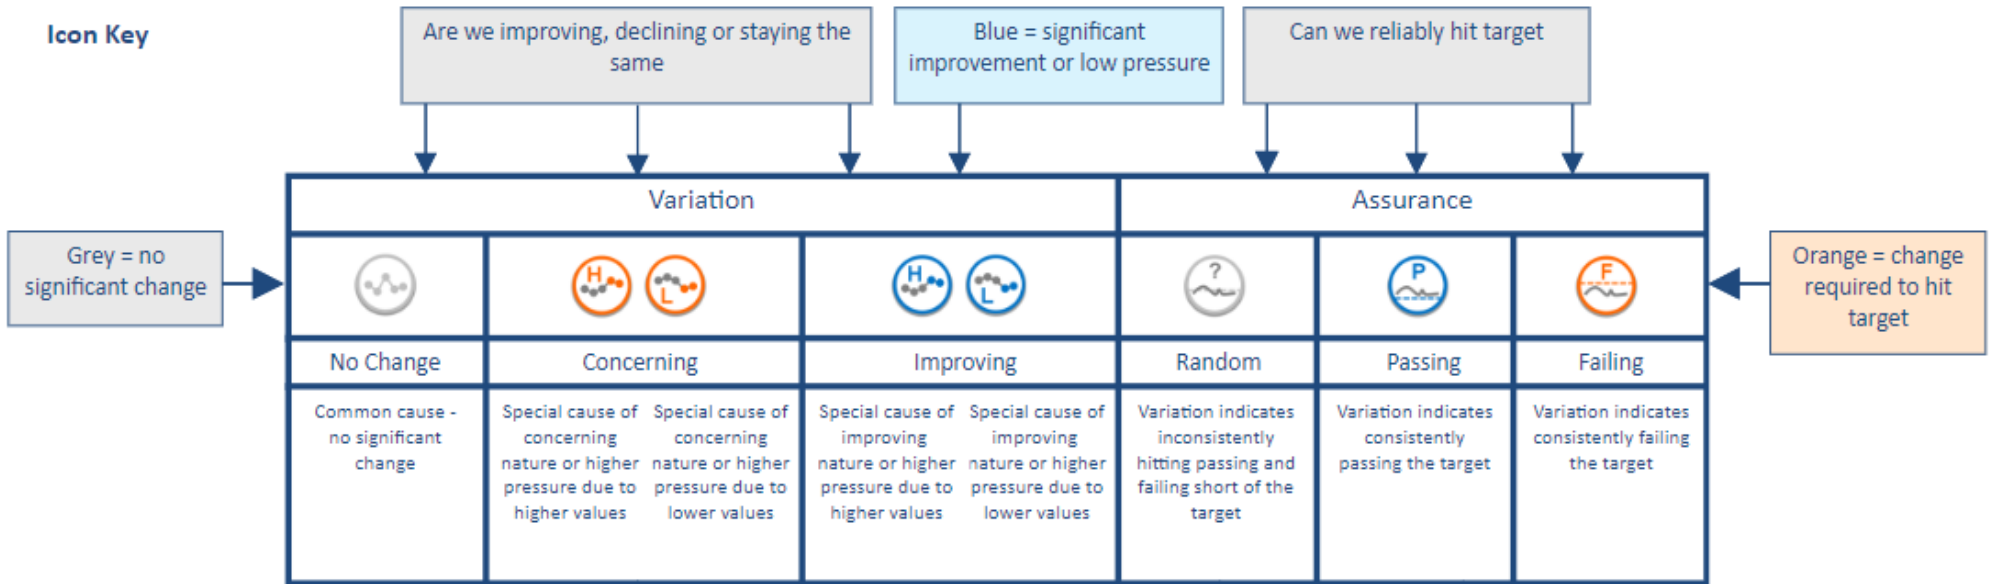 Icon Key
Are we improving, declining or staying the
same
Blue = significant
improvement or low pressure
Can we reliably hit target
Variation
Assurance
Grey = no
significant change
H
L
H
L
?
P
F
Orange = change
required to hit
target
No Change
Concerning
Improving
Random
Passing
Failing
Common cause -
no significant
change
Special cause of
concerning
nature or higher
pressure due to
higher values
Special cause of
concerning
nature or higher
pressure due to
lower values
Special cause of
improving
nature or higher
pressure due to
higher values
Special cause of
improving
nature or higher
pressure due to
lower values
Variation indicates
inconsistently
hitting passing and
failing short of the
target
Variation indicates
consistently
passing the target
Variation indicates
consistently failing
the target